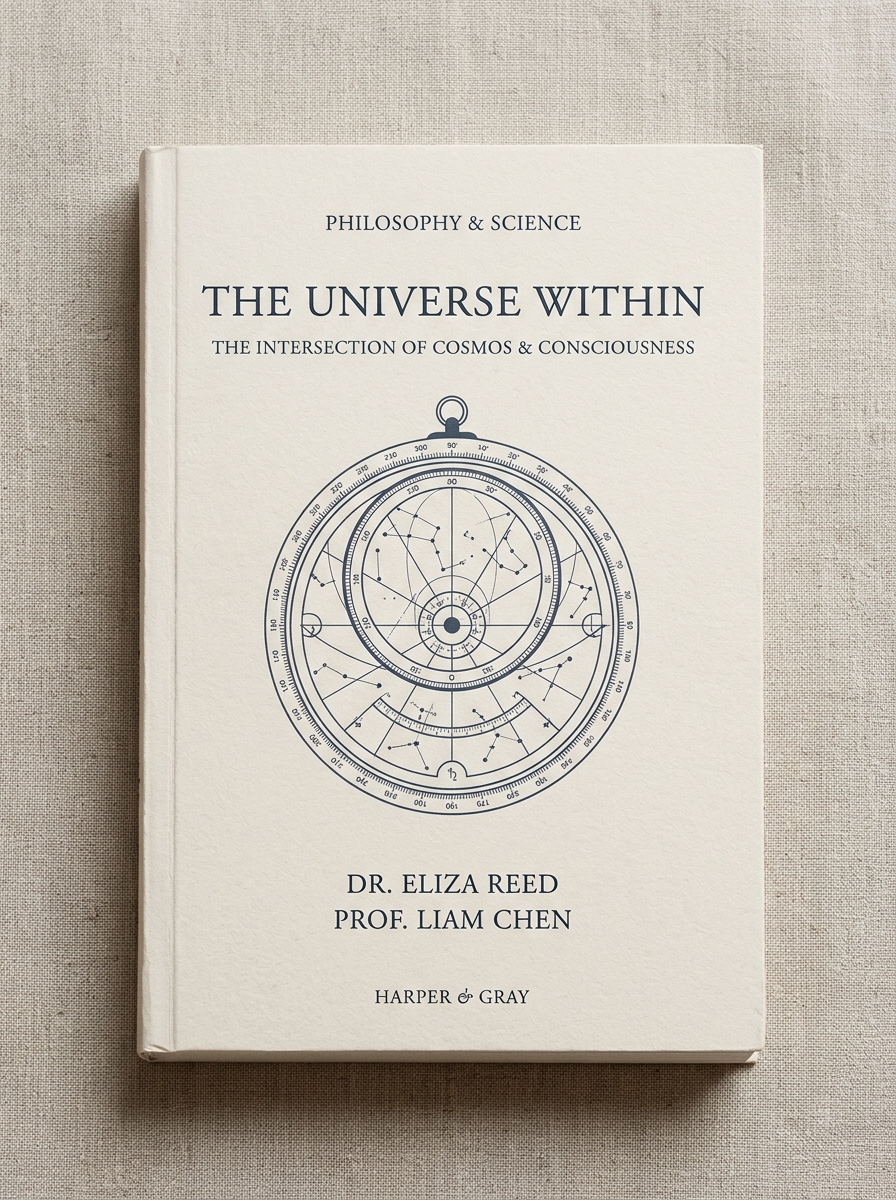 PHILOSOPHY & SCIENCE
THE UNIVERSE WITHIN
THE INTERSECTION OF COSMOS & CONSCIOUSNESS
DR. ELIZA REED
PROF. LIAM CHEN
HARPER & GRAY